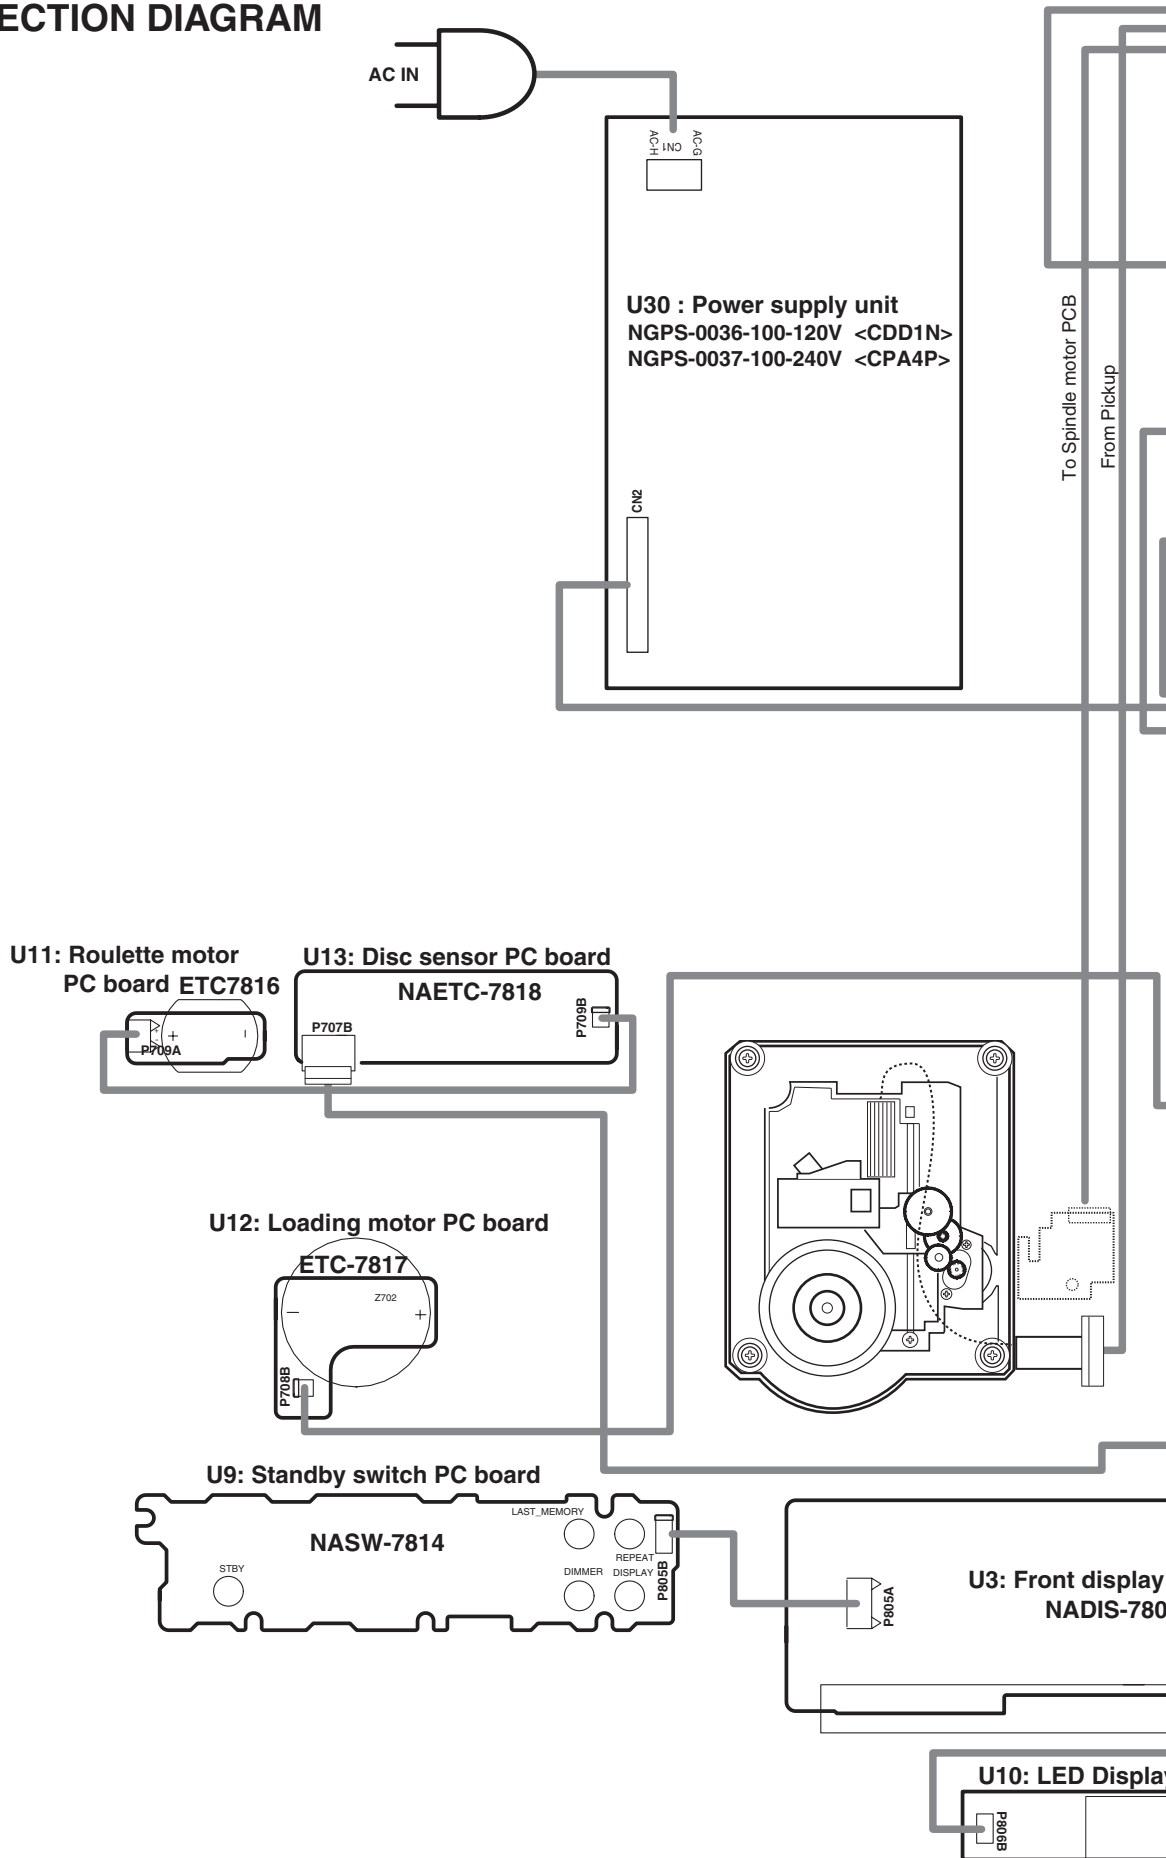 ECTION DIAGRAM
AC IN
AC-H
CN1
AC-G
U30 : Power supply unit
NGPS-0036-100-120V <CDD1N>
NGPS-0037-100-240V <CPA4P>
CN2
To Spindle motor PCB
From Pickup
U11: Roulette motor
PC board ETC7816
P709A
+
−
U13: Disc sensor PC board
NAETC-7818
P707B
P709B
U12: Loading motor PC board
ETC-7817
Z702
−
+
P708B
U9: Standby switch PC board
NASW-7814
LAST_MEMORY
REPEAT
STBY
DIMMER
DISPLAY
P805B
P805A
U3: Front display
NADIS-780
U10: LED Display
P806B